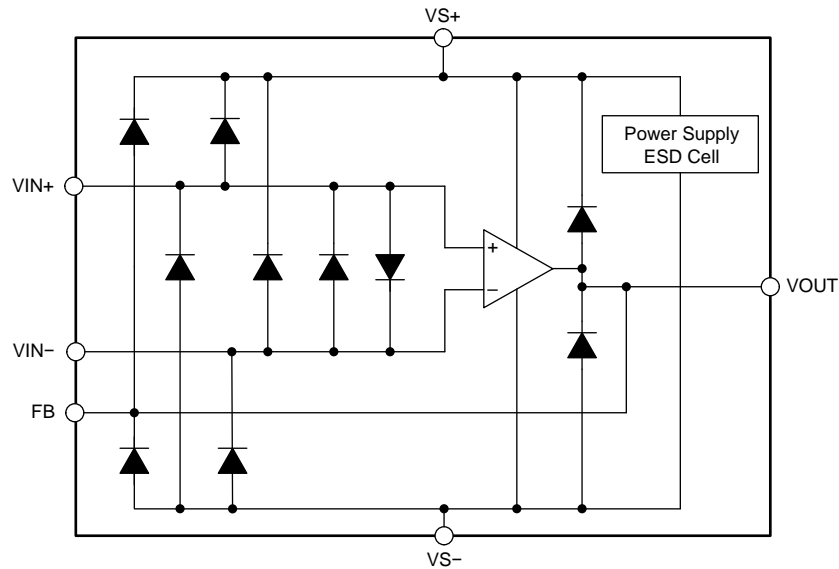 VS+
Power Supply
ESD Cell
VIN+
+
−
VOUT
VIN−
FB
VS−